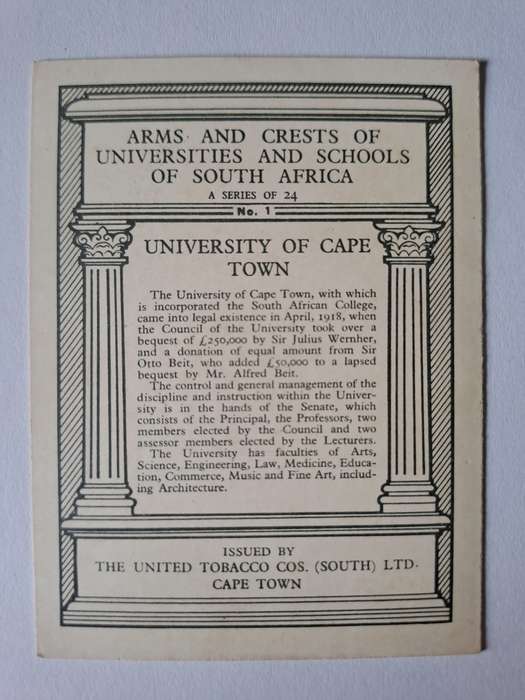 ARMS AND CRESTS OF
UNIVERSITIES AND SCHOOLS
OF SOUTH AFRICA
A SERIES OF 24
No. 1
UNIVERSITY OF CAPE
TOWN
The University of Cape Town, with which
is incorporated the South African College,
came into legal existence in April, 1918, when
the Council of the University took over a
bequest of £250,000 by Sir Julius Wernher,
and a donation of equal amount from Sir
Otto Beit, who added £50,000 to a lapsed
bequest by Mr. Alfred Beit.
The control and general management of the
discipline and instruction within the Univer-
sity is in the hands of the Senate, which
consists of the Principal, the Professors, two
members elected by the Council and two
assessor members elected by the Lecturers.
The University has faculties of Arts,
Science, Engineering, Law, Medicine, Educa-
tion, Commerce, Music and Fine Art, includ-
ing Architecture.
ISSUED BY
THE UNITED TOBACCO COS. (SOUTH) LTD.
CAPE TOWN